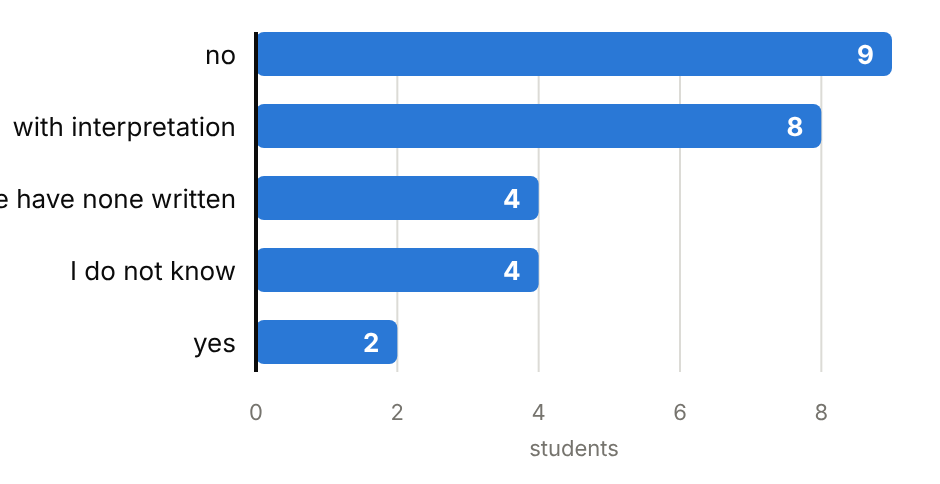 no 9
with interpretation 8
have none written 4
I do not know 4
yes 2
0 2 4 6 8
students